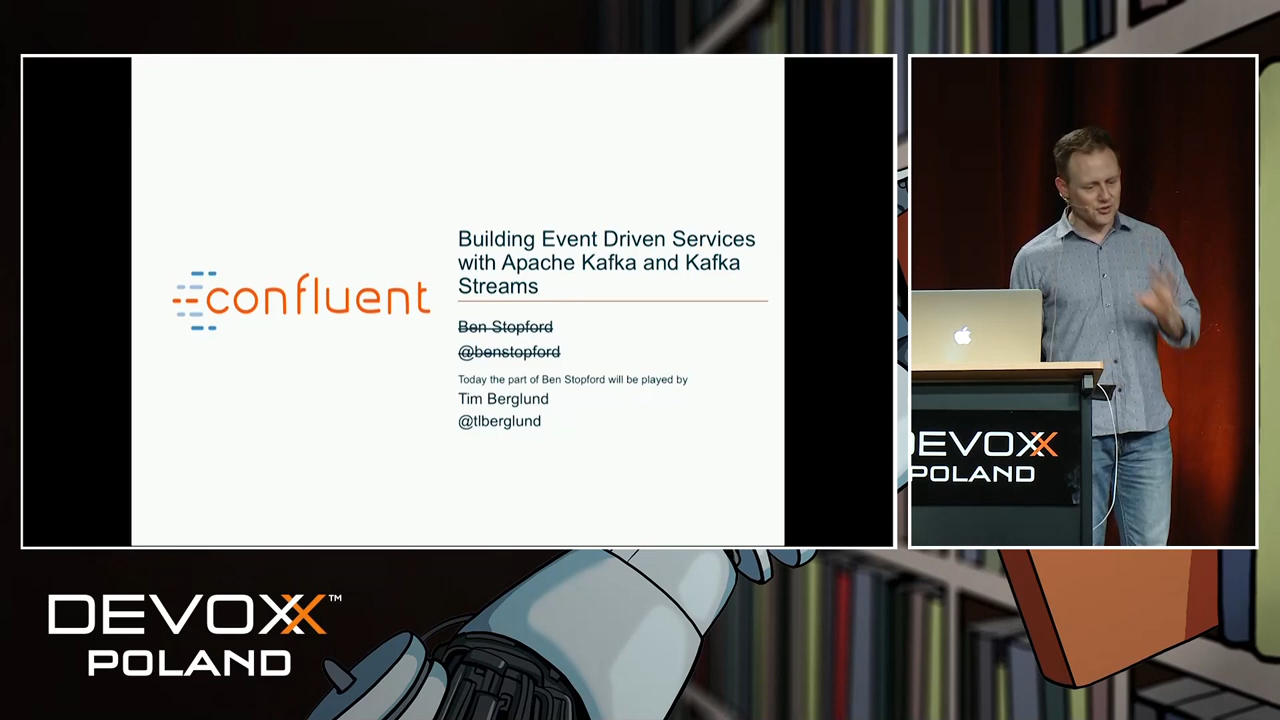 confluent
Building Event Driven Services
with Apache Kafka and Kafka
Streams
Ben Stopford
@benstopford
Today the part of Ben Stopford will be played by
Tim Berglund
@tlberglund
DEVOXX
POLAND
DEVOXX™
POLAND